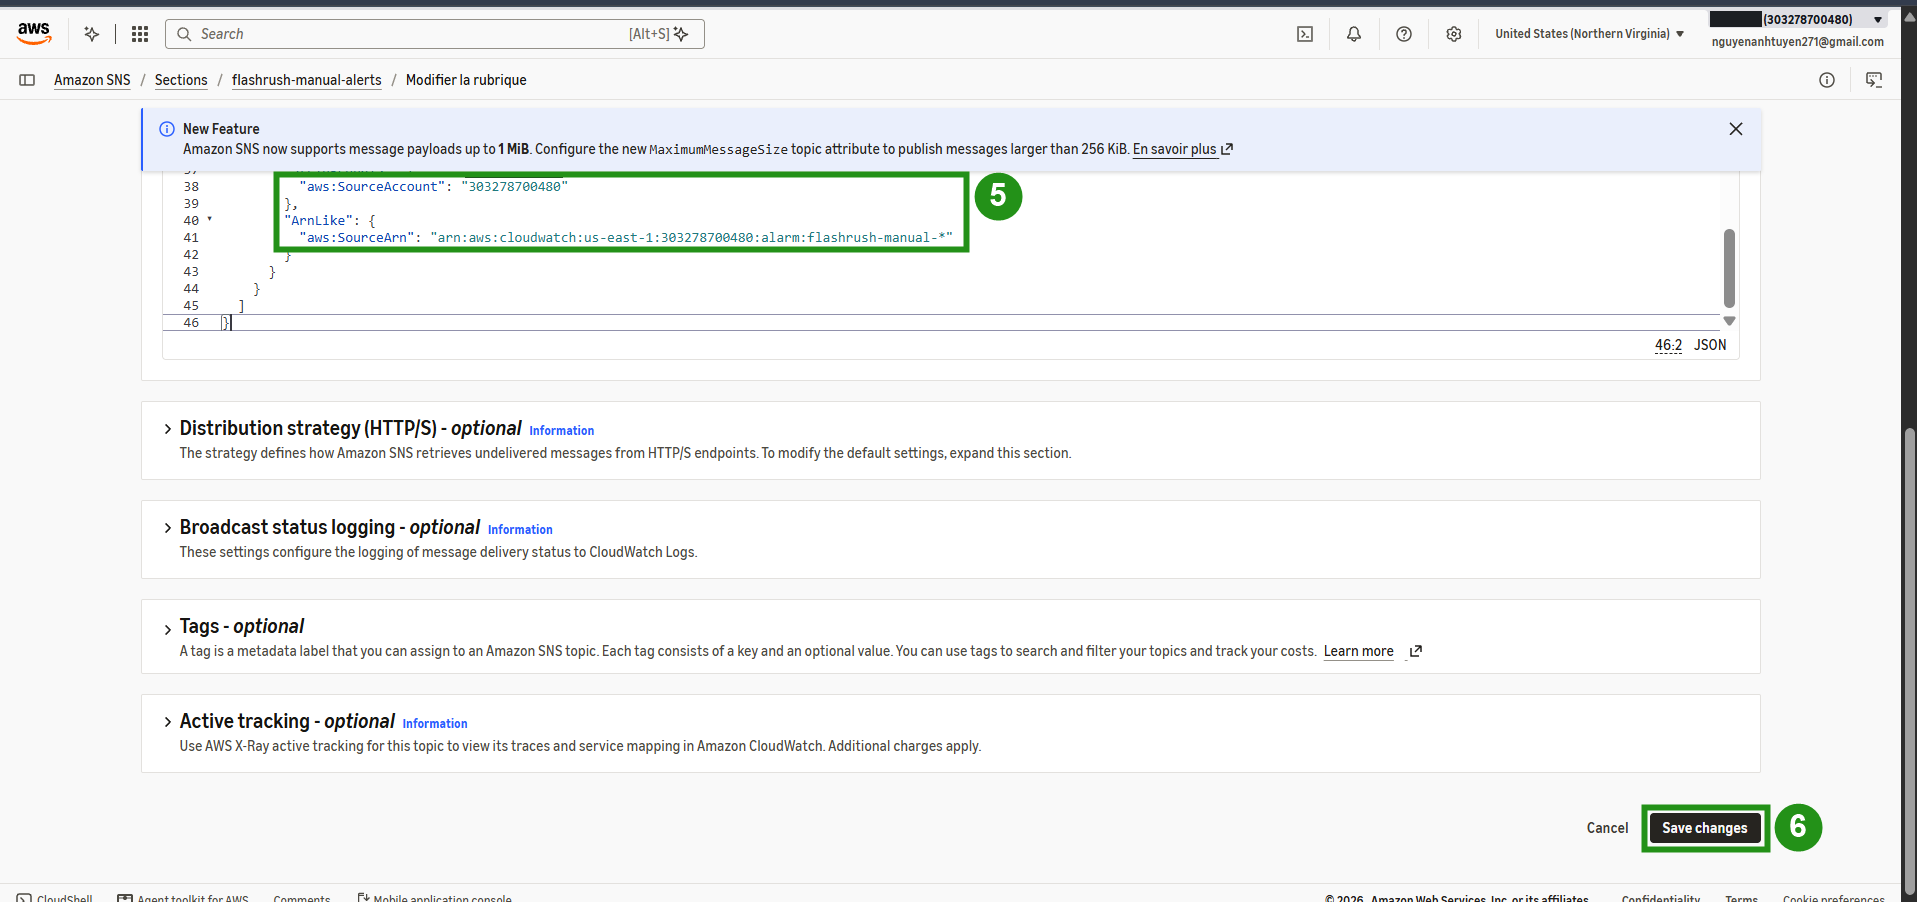 aws
Search
[Alt+S]
United States (Northern Virginia)
(303278700480)
nguyenanhtuyen271@gmail.com
Amazon SNS / Sections / flashrush-manual-alerts / Modifier la rubrique
New Feature
Amazon SNS now supports message payloads up to 1 MiB. Configure the new MaximumMessageSize topic attribute to publish messages larger than 256 KiB. En savoir plus
37
38 "aws:SourceAccount": "303278700480"
39 },
40 "ArnLike": {
41 "aws:SourceArn": "arn:aws:cloudwatch:us-east-1:303278700480:alarm:flashrush-manual-*"
42 }
43 }
44 }
45 ]
46 }
5
46:2 JSON
Distribution strategy (HTTP/S) - optional Information
The strategy defines how Amazon SNS retrieves undelivered messages from HTTP/S endpoints. To modify the default settings, expand this section.
Broadcast status logging - optional Information
These settings configure the logging of message delivery status to CloudWatch Logs.
Tags - optional
A tag is a metadata label that you can assign to an Amazon SNS topic. Each tag consists of a key and an optional value. You can use tags to search and filter your topics and track your costs. Learn more
Active tracking - optional Information
Use AWS X-Ray active tracking for this topic to view its traces and service mapping in Amazon CloudWatch. Additional charges apply.
Cancel Save changes 6
CloudShell Agent toolkit for AWS Comments Mobile application console © 2026, Amazon Web Services, Inc. or its affiliates. Confidentiality Terms Cookie preferences